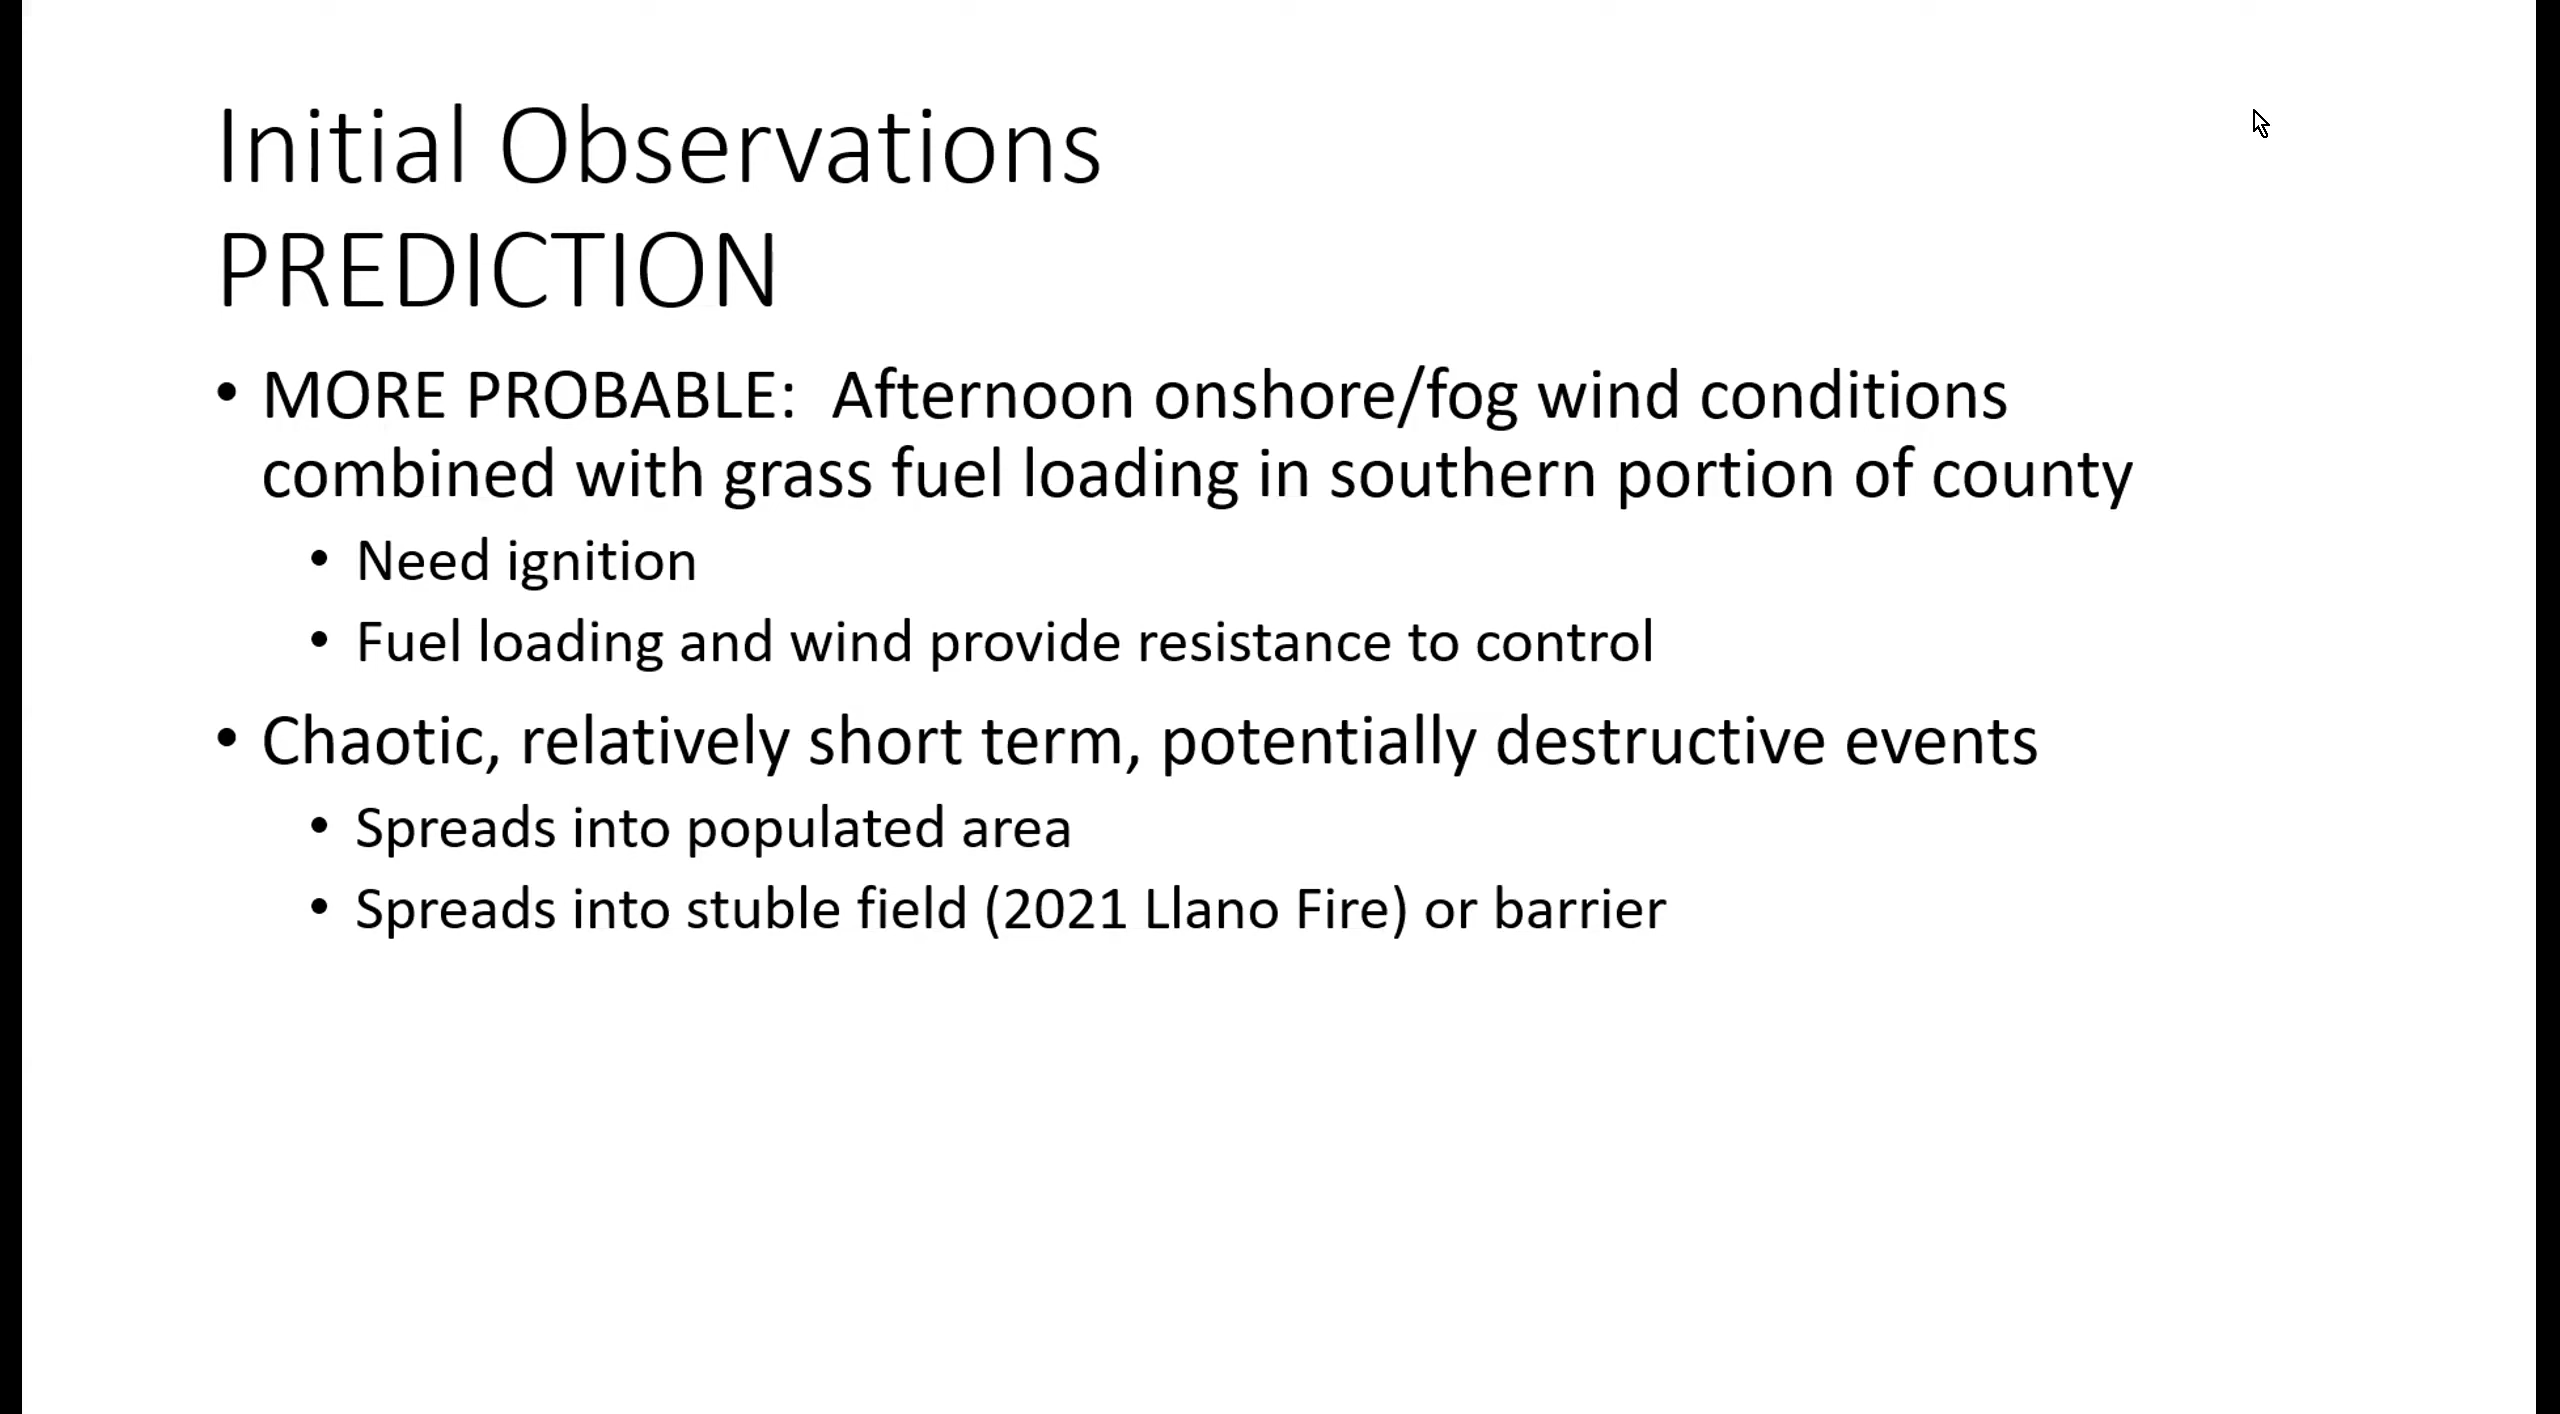 Initial Observations
PREDICTION
• MORE PROBABLE:  Afternoon onshore/fog wind conditions
combined with grass fuel loading in southern portion of county
• Need ignition
• Fuel loading and wind provide resistance to control
• Chaotic, relatively short term, potentially destructive events
• Spreads into populated area
• Spreads into stuble field (2021 Llano Fire) or barrier